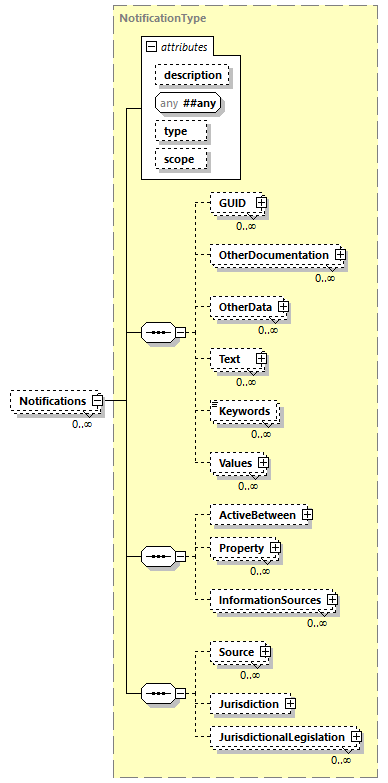 NotificationType
attributes
description
any ##any
type
scope
GUID
0..∞
OtherDocumentation
0..∞
OtherData
0..∞
Text
0..∞
Notifications
0..∞
Keywords
0..∞
Values
0..∞
ActiveBetween
Property
0..∞
InformationSources
0..∞
Source
0..∞
Jurisdiction
JurisdictionalLegislation
0..∞